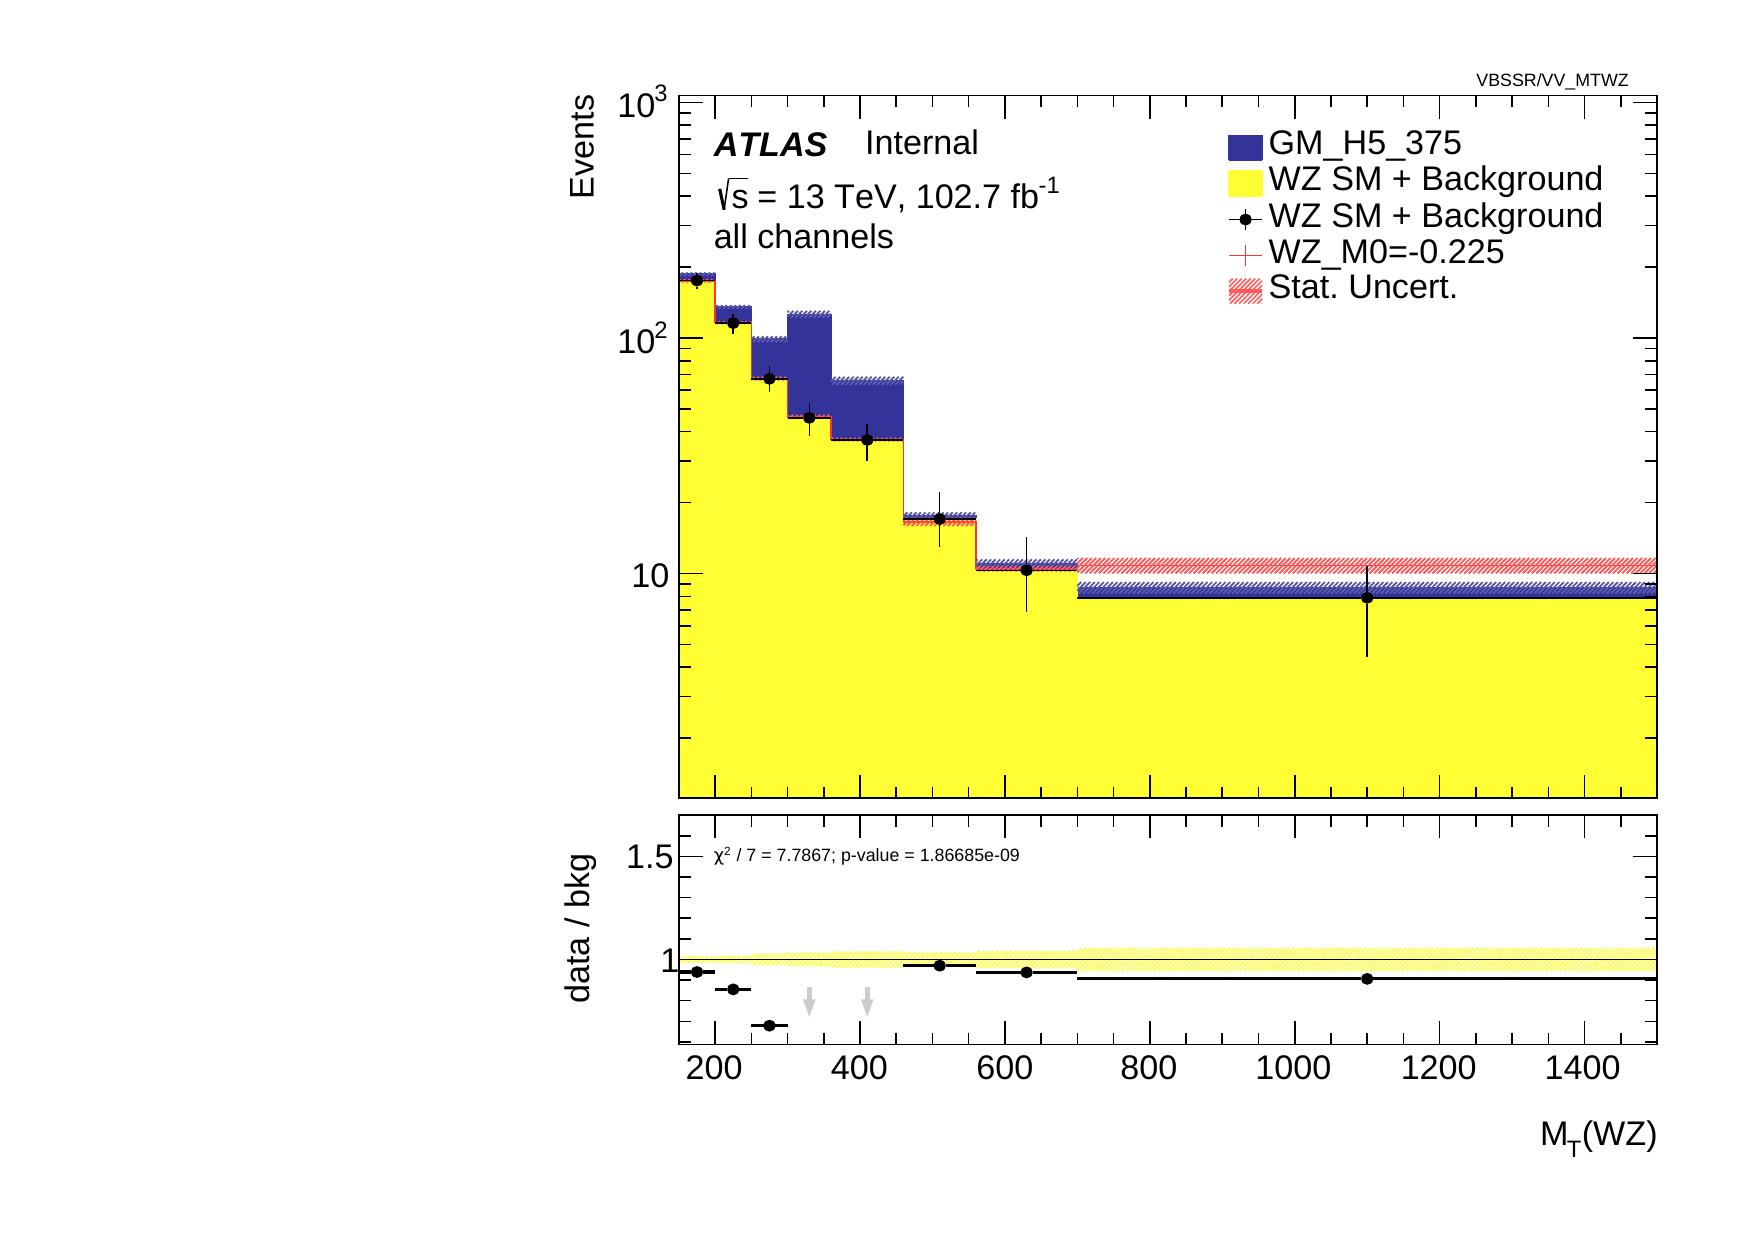 VBSSR/VV_MTWZ
Events
10³
10²
10
ATLAS Internal
√s = 13 TeV, 102.7 fb⁻¹
all channels
GM_H5_375
WZ SM + Background
WZ SM + Background
WZ_M0=-0.225
Stat. Uncert.
data / bkg
1.5
1
χ² / 7 = 7.7867; p-value = 1.86685e-09
200 400 600 800 1000 1200 1400
M_T(WZ)